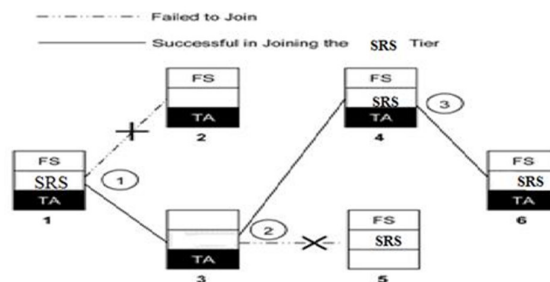 Failed to Join
Successful in Joining the SRS Tier
FS
TA
2
FS
SRS
TA
4
3
FS
SRS
TA
1
1
FS
SRS
TA
6
2
TA
3
FS
SRS
5